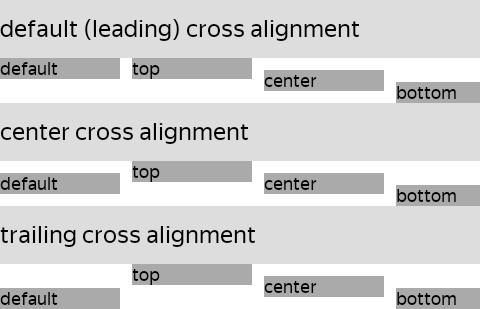 default (leading) cross alignment
default
top
center
bottom
center cross alignment
default
top
center
bottom
trailing cross alignment
default
top
center
bottom